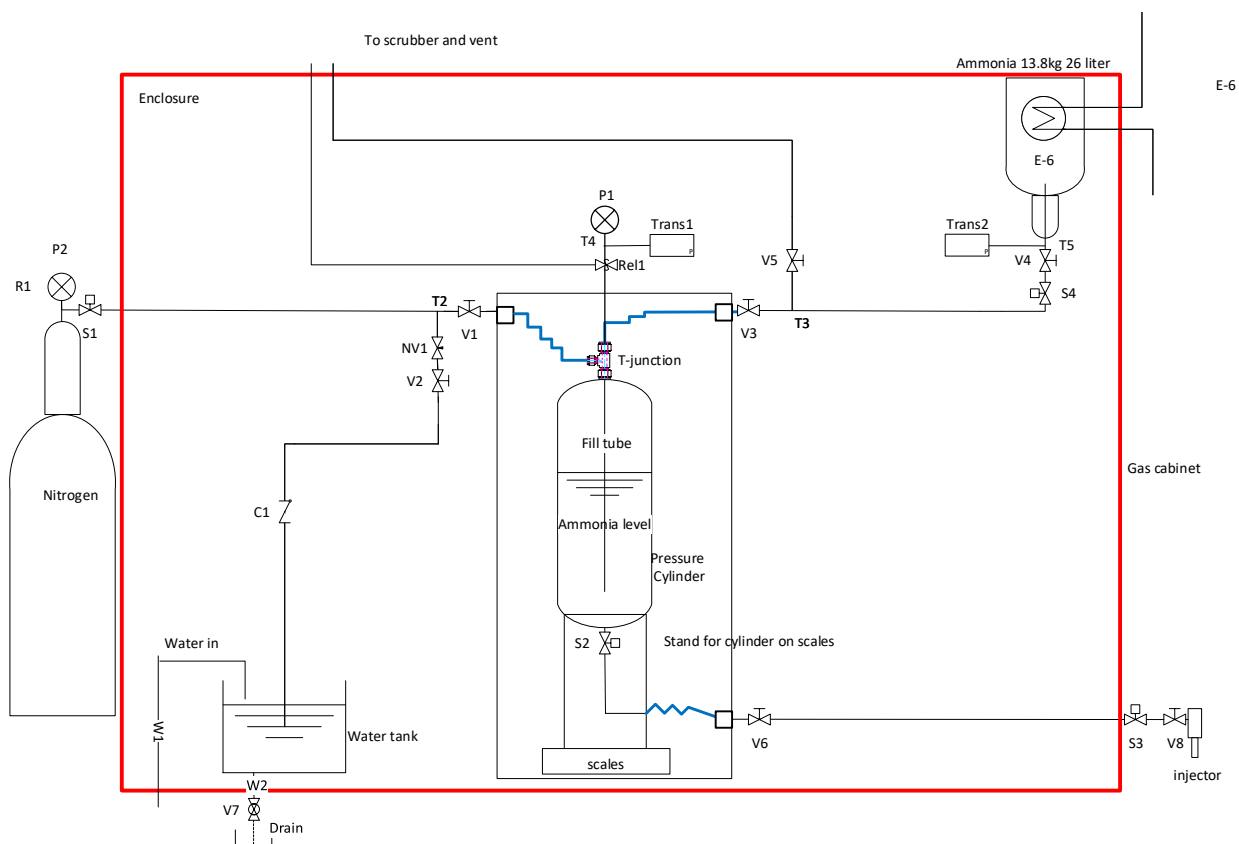 To scrubber and vent
Ammonia 13.8kg 26 liter
E-6
Enclosure
E-6
P1
Trans1
P
T4
Rel1
V5
Trans2
P
T5
V4
S4
P2
R1
S1
T2
V1
V3
T3
NV1
V2
T-junction
Fill tube
Gas cabinet
Nitrogen
C1
Ammonia level
Pressure
Cylinder
S2
Stand for cylinder on scales
Water in
W1
Water tank
V6
S3
V8
W2
scales
injector
V7
Drain